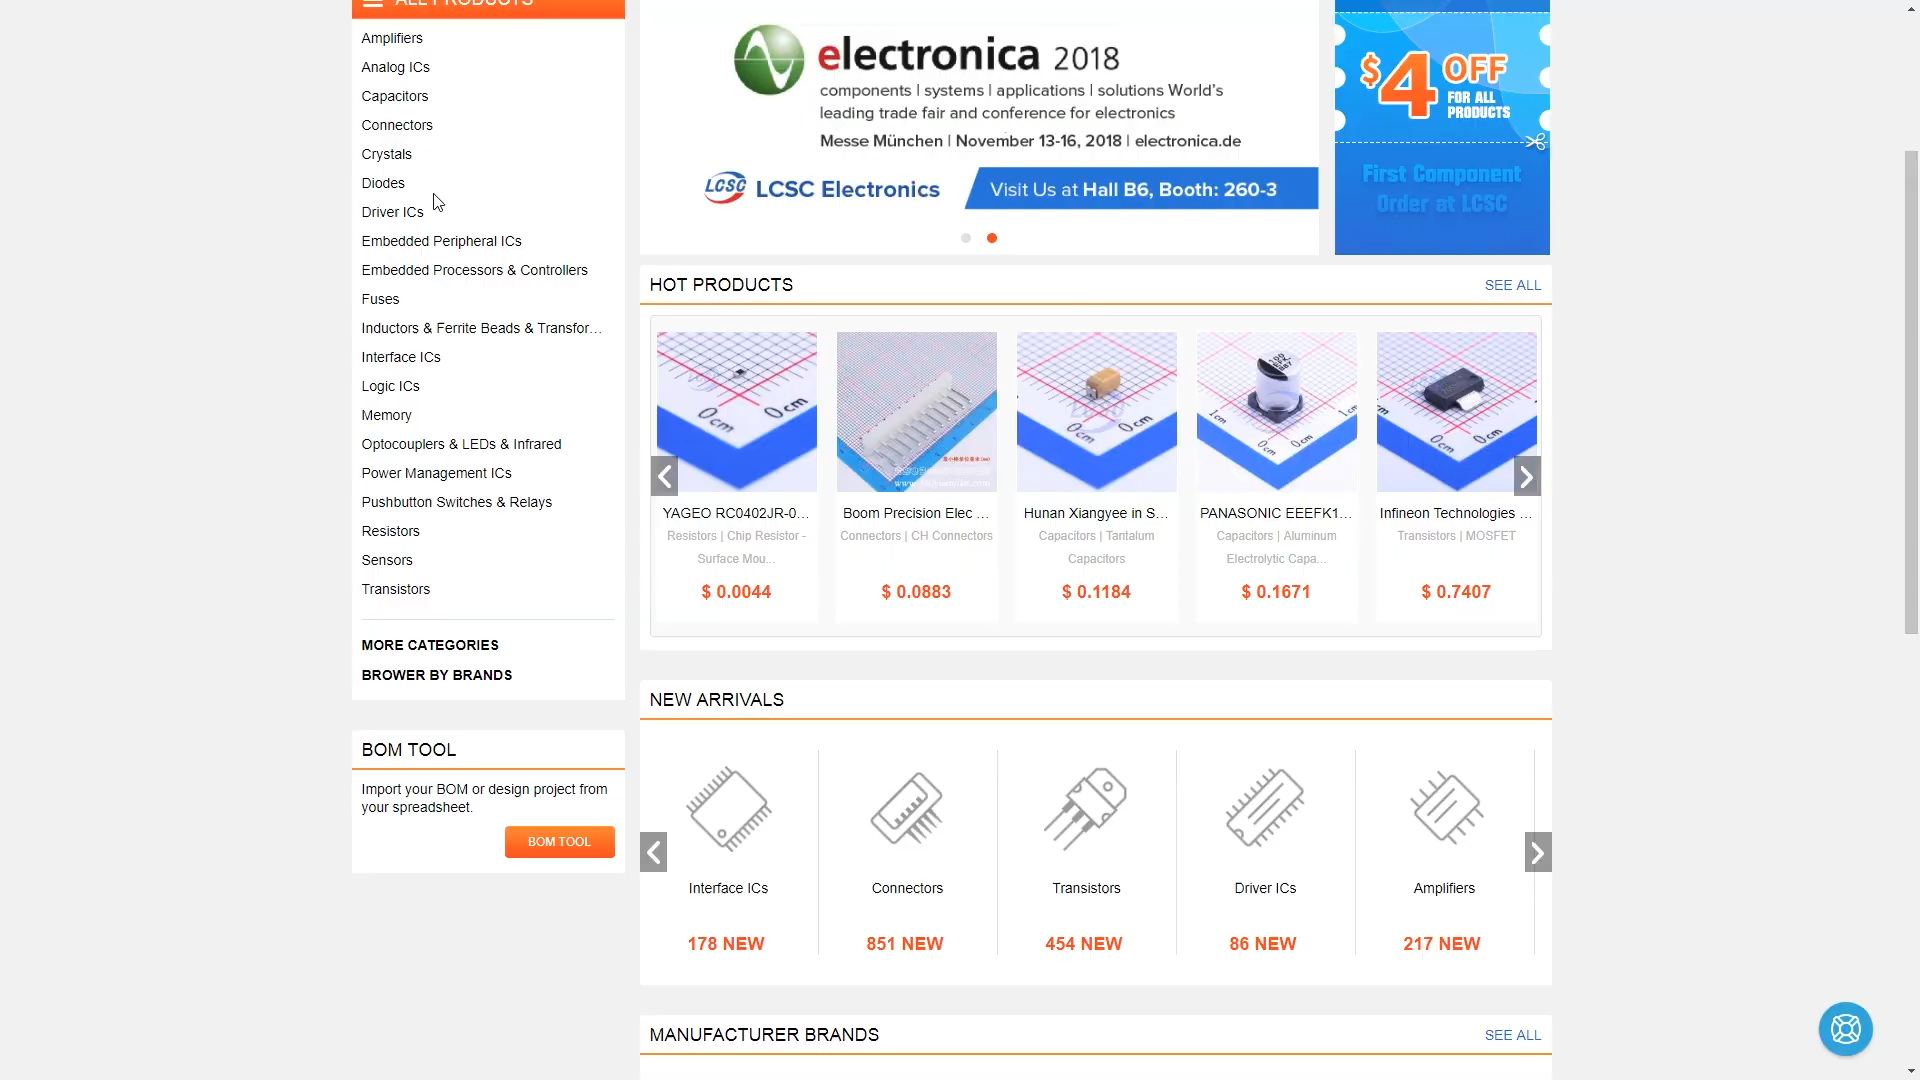 ALL PRODUCTS
Amplifiers
Analog ICs
Capacitors
Connectors
Crystals
Diodes
Driver ICs
Embedded Peripheral ICs
Embedded Processors & Controllers
Fuses
Inductors & Ferrite Beads & Transfor...
Interface ICs
Logic ICs
Memory
Optocouplers & LEDs & Infrared
Power Management ICs
Pushbutton Switches & Relays
Resistors
Sensors
Transistors
MORE CATEGORIES
BROWER BY BRANDS
BOM TOOL
Import your BOM or design project from
your spreadsheet.
BOM TOOL
electronica 2018
components | systems | applications | solutions World's
leading trade fair and conference for electronics
Messe München | November 13-16, 2018 | electronica.de
LCSC LCSC Electronics
Visit Us at Hall B6, Booth: 260-3
$4 OFF
FOR ALL
PRODUCTS
First Component
Order at LCSC
HOT PRODUCTS
SEE ALL
YAGEO RC0402JR-0...
Resistors | Chip Resistor -
Surface Mou...
$ 0.0044
Boom Precision Elec ...
Connectors | CH Connectors
$ 0.0883
Hunan Xiangyee in S...
Capacitors | Tantalum
Capacitors
$ 0.1184
PANASONIC EEEFK1...
Capacitors | Aluminum
Electrolytic Capa...
$ 0.1671
Infineon Technologies ...
Transistors | MOSFET
$ 0.7407
NEW ARRIVALS
Interface ICs
178 NEW
Connectors
851 NEW
Transistors
454 NEW
Driver ICs
86 NEW
Amplifiers
217 NEW
MANUFACTURER BRANDS
SEE ALL